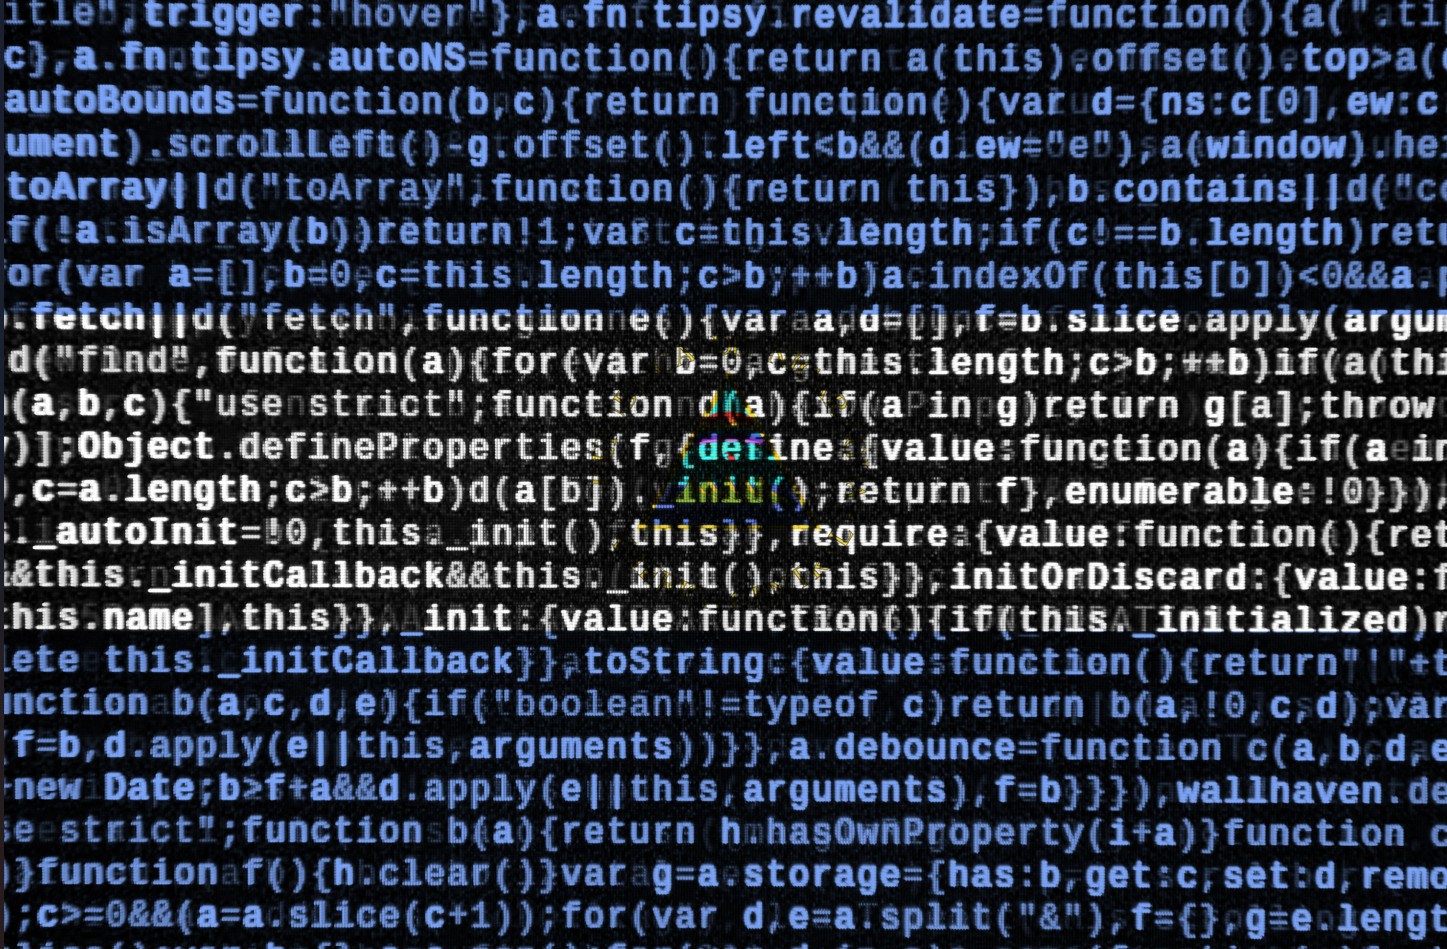 itle",trigger:"hover"},a.fn.tipsy.revalidate=function(){a("
c},a.fn.tipsy.autoNS=function(){return a(this).offset().top>a(
autoBounds=function(b,c){return function(){var d={ns:c[0],ew:c
ument).scrollLeft()-g.offset().left<b&&(d.ew="e"),a(window).hei
toArray||d("toArray",function(){return this}),b.contains||d("co
f(!a.isArray(b))return!1;var c=this.length;if(c!==b.length)retu
or(var a=[],b=0,c=this.length;c>b;++b)a.indexOf(this[b])<0&&a.p
.fetch||d("fetch",function e(){var a,d=[],f=b.slice.apply(argum
d("find",function(a){for(var b=0,c=this.length;c>b;++b)if(a(thi
(a,b,c){"use strict";function d(a){if(a in g)return g[a];throw
)];Object.defineProperties(f,{define:{value:function(a){if(a in
,c=a.length;c>b;++b)d(a[b])._init();return f},enumerable:!0}}),
_autoInit=!0,this._init(),this}},require:{value:function(){ret
&this._initCallback&&this._init(),this}},initOrDiscard:{value:f
this.name],this}},_init:{value:function(){if(this._initialized)r
lete this._initCallback}},toString:{value:function(){return"|"+t
unction b(a,c,d,e){if("boolean"!=typeof c)return b(a,!0,c,d);var
f=b,d.apply(e||this,arguments))}},a.debounce=function c(a,b,d,e
new Date;b>f+a&&d.apply(e||this,arguments),f=b}}}),wallhaven.de
se strict";function b(a){return h.hasOwnProperty(i+a)}function c
)}function f(){h.clear()}var g=a.storage={has:b,get:c,set:d,remo
);c>=0&&(a=a.slice(c+1));for(var d,e=a.split("&"),f={},g=e.lengt